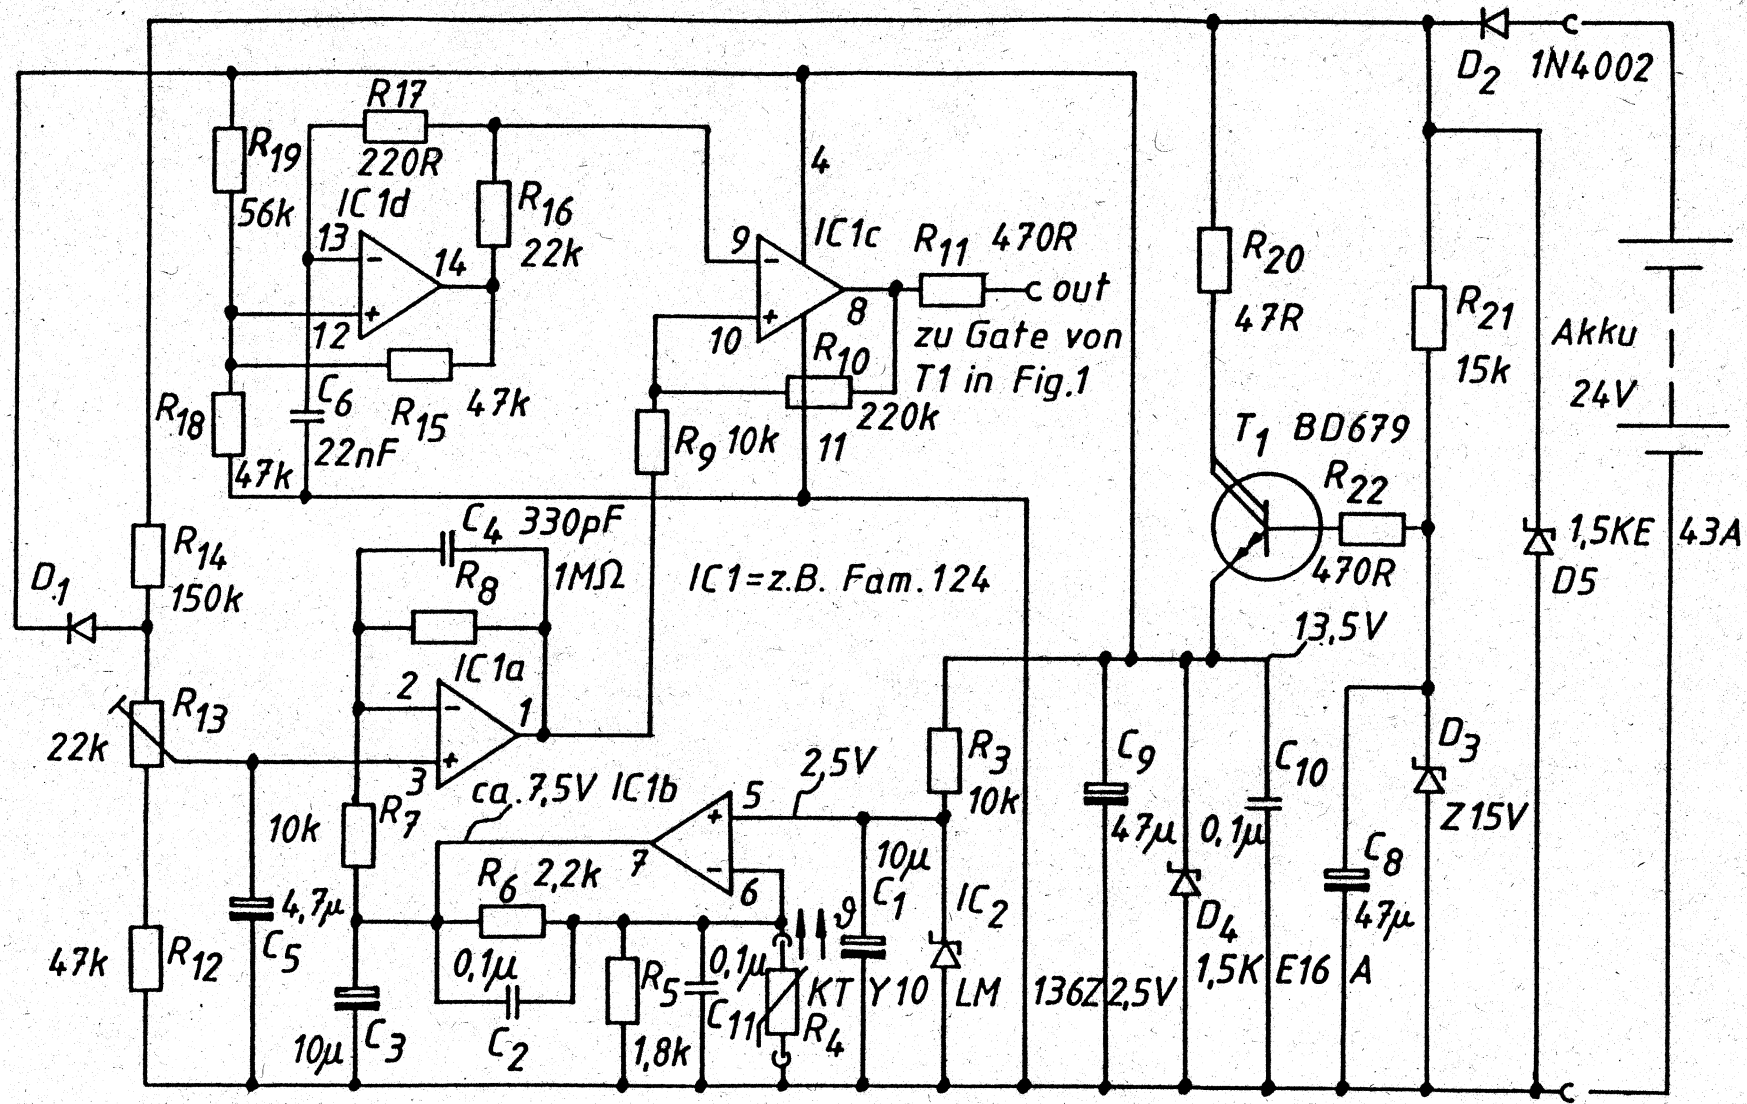 D2
1N4002
R17
220R
R19
56k
IC1d
13
14
12
R16
22k
4
IC1c
9
10
8
R11
470R
out
zu Gate von
T1 in Fig.1
R10
220k
11
R20
47R
R21
15k
Akku
24V
R18
47k
C6
22nF
R15
47k
R9
10k
T1 BD679
R22
470R
1,5KE 43A
D5
C4 330pF
R8
1MΩ
IC1=z.B. Fam.124
R14
150k
D1
IC1a
2
1
3
13,5V
R13
22k
ca. 7,5V
IC1b
2,5V
5
7
6
R3
10k
C9
47µ
C10
0,1µ
D3
Z15V
C8
47µ
R7
10k
R6
2,2k
10µ
C1
IC2
D4
4,7µ
C5
0,1µ
C2
R5
1,8k
0,1µ
C11
ϑ
KTY10
R4
LM 136Z2,5V
1,5KE16A
47k
R12
10µ
C3